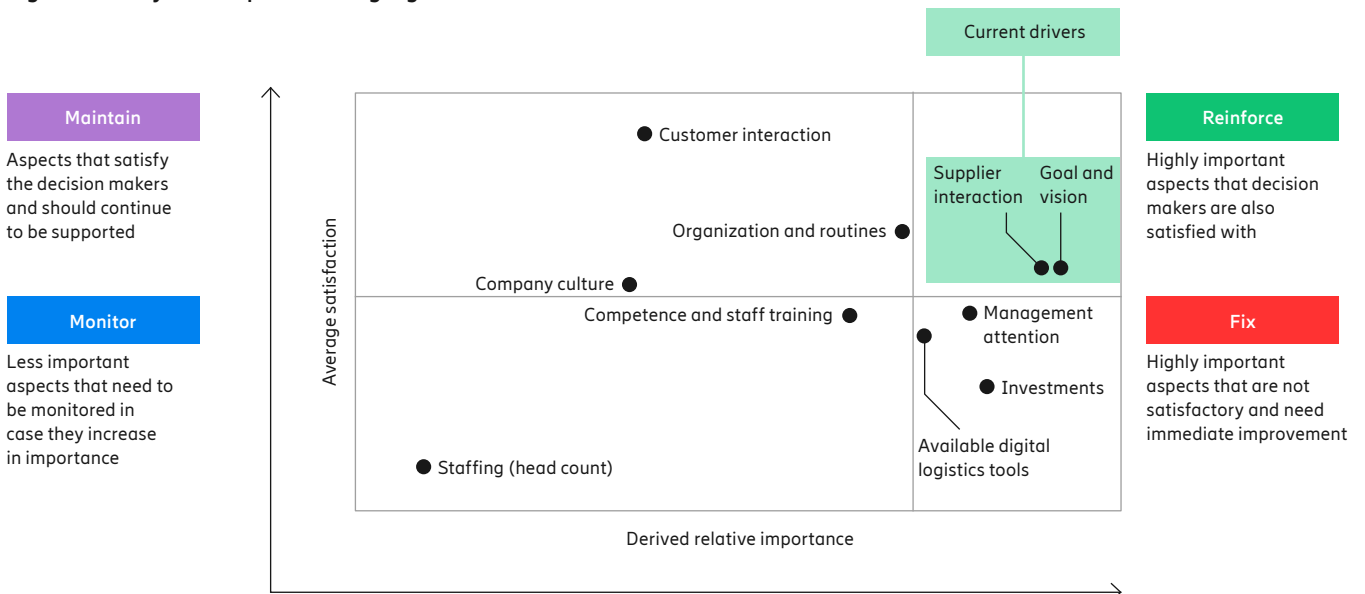 Current drivers
Maintain
Aspects that satisfy
the decision makers
and should continue
to be supported
Monitor
Less important
aspects that need to
be monitored in
case they increase
in importance
Average satisfaction
Customer interaction
Organization and routines
Company culture
Competence and staff training
Staffing (head count)
Supplier
interaction
Goal and
vision
Management
attention
Investments
Available digital
logistics tools
Derived relative importance
Reinforce
Highly important
aspects that decision
makers are also
satisfied with
Fix
Highly important
aspects that are not
satisfactory and need
immediate improvement